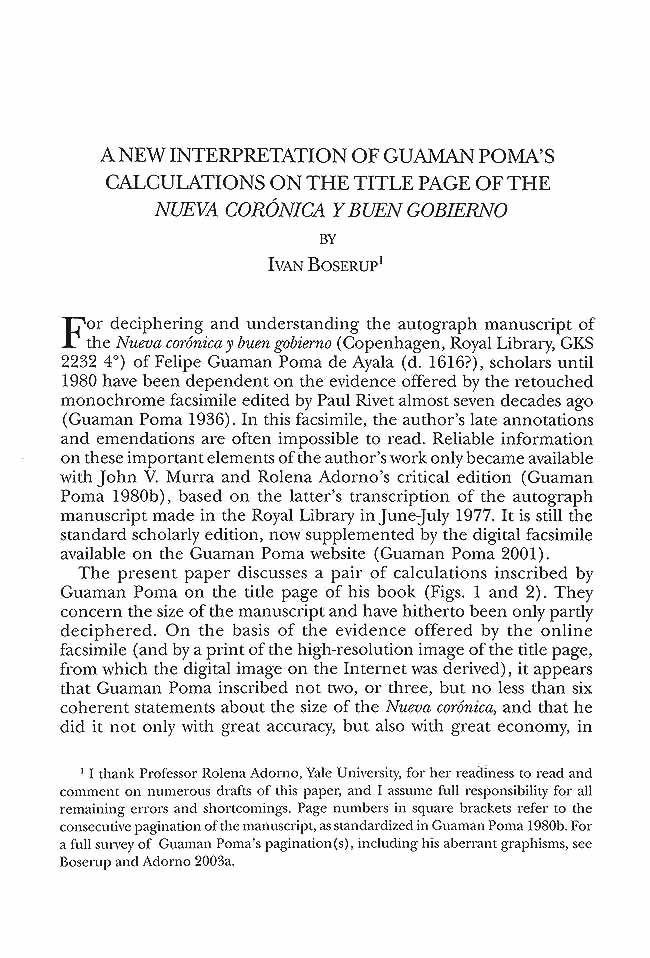 A NEW INTERPRETATION OF GUAMAN POMA'S
CALCULATIONS ON THE TITLE PAGE OF THE
NUEVA CORÓNICA Y BUEN GOBIERNO
BY
IVAN BOSERUP¹
For deciphering and understanding the autograph manuscript of
the Nueva corónica y buen gobierno (Copenhagen, Royal Library, GKS
2232 4°) of Felipe Guaman Poma de Ayala (d. 1616?), scholars until
1980 have been dependent on the evidence offered by the retouched
monochrome facsimile edited by Paul Rivet almost seven decades ago
(Guaman Poma 1936). In this facsimile, the author's late annotations
and emendations are often impossible to read. Reliable information
on these important elements of the author's work only became available
with John V. Murra and Rolena Adorno's critical edition (Guaman
Poma 1980b), based on the latter's transcription of the autograph
manuscript made in the Royal Library in June-July 1977. It is still the
standard scholarly edition, now supplemented by the digital facsimile
available on the Guaman Poma website (Guaman Poma 2001).
The present paper discusses a pair of calculations inscribed by
Guaman Poma on the title page of his book (Figs. 1 and 2). They
concern the size of the manuscript and have hitherto been only partly
deciphered. On the basis of the evidence offered by the online
facsimile (and by a print of the high-resolution image of the title page,
from which the digital image on the Internet was derived), it appears
that Guaman Poma inscribed not two, or three, but no less than six
coherent statements about the size of the Nueva corónica, and that he
did it not only with great accuracy, but also with great economy, in
¹ I thank Professor Rolena Adorno, Yale University, for her readiness to read and
comment on numerous drafts of this paper, and I assume full responsibility for all
remaining errors and shortcomings. Page numbers in square brackets refer to the
consecutive pagination of the manuscript, as standardized in Guaman Poma 1980b. For
a full survey of Guaman Poma's pagination(s), including his aberrant graphisms, see
Boserup and Adorno 2003a.